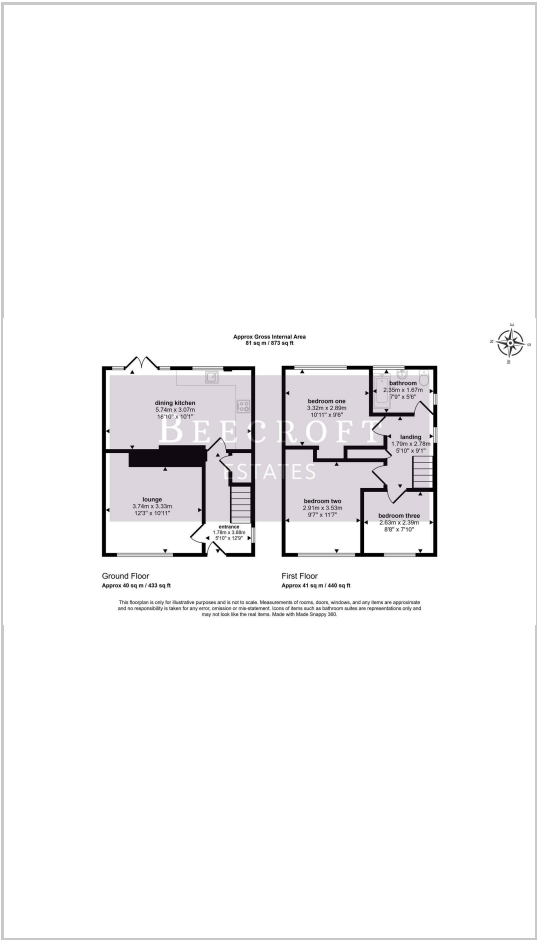 Approx Gross Internal Area
81 sq m / 873 sq ft
E
N
S
W
dining kitchen
5.74m x 3.07m
18'10" x 10'1"
lounge
3.74m x 3.33m
12'3" x 10'11"
entrance
1.78m x 3.88m
5'10" x 12'9"
bedroom one
3.32m x 2.89m
10'11" x 9'6"
bathroom
2.35m x 1.67m
7'9" x 5'6"
landing
1.79m x 2.78m
5'10" x 9'1"
bedroom two
2.91m x 3.53m
9'7" x 11'7"
bedroom three
2.63m x 2.39m
8'8" x 7'10"
BEECROFT
ESTATES
Ground Floor
Approx 40 sq m / 433 sq ft
First Floor
Approx 41 sq m / 440 sq ft
This floorplan is only for illustrative purposes and is not to scale. Measurements of rooms, doors, windows, and any items are approximate
and no responsibility is taken for any error, omission or mis-statement. Icons of items such as bathroom suites are representations only and
may not look like the real items. Made with Made Snappy 360.